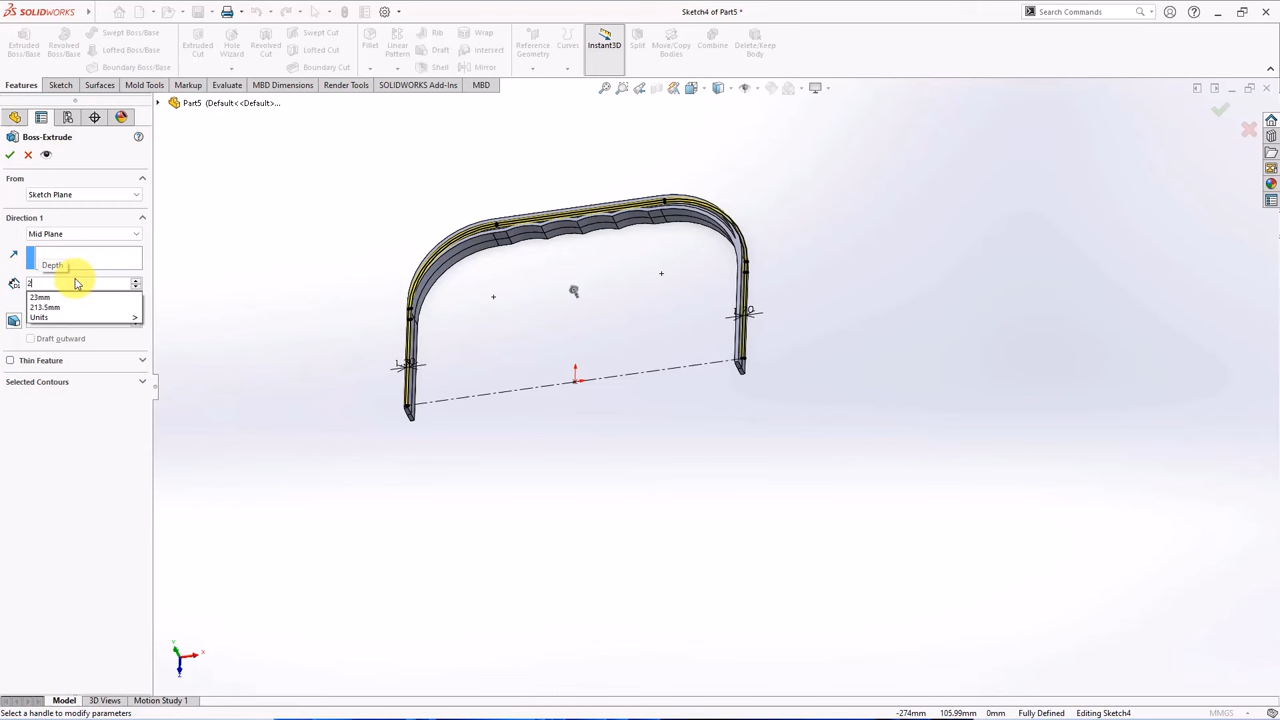 SOLIDWORKS
Sketch4 of Part5 *
Search Commands
Extruded Boss/Base
Revolved Boss/Base
Swept Boss/Base
Lofted Boss/Base
Boundary Boss/Base
Extruded Cut
Hole Wizard
Revolved Cut
Swept Cut
Lofted Cut
Boundary Cut
Fillet
Linear Pattern
Rib
Draft
Shell
Wrap
Intersect
Mirror
Reference Geometry
Curves
Instant3D
Split
Move/Copy Bodies
Combine
Delete/Keep Body
Features
Sketch
Surfaces
Mold Tools
Markup
Evaluate
MBD Dimensions
Render Tools
SOLIDWORKS Add-Ins
MBD
Part5 (Default<<Default>...
Boss-Extrude
From
Sketch Plane
Direction 1
Mid Plane
Depth
2
23mm
213.5mm
Units >
Draft outward
Thin Feature
Selected Contours
Model
3D Views
Motion Study 1
Select a handle to modify parameters
-274mm
105.99mm
0mm
Fully Defined
Editing Sketch4
MMGS